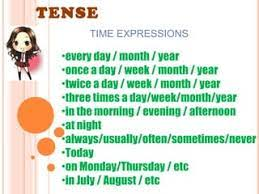 TENSE
TIME EXPRESSIONS
•every day / month / year
•once a day / week / month / year
•twice a day / week / month / year
•three times a day/week/month/year
•in the morning / evening / afternoon
•at night
•always/usually/often/sometimes/never
•Today
•on Monday/Thursday / etc
•in July / August / etc